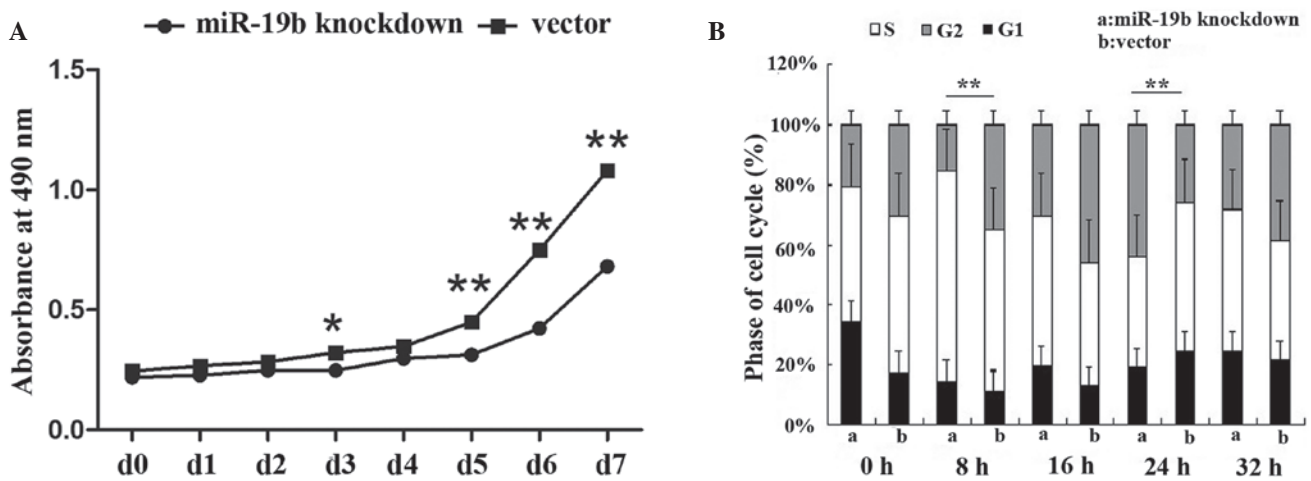 A
miR-19b knockdown vector
Absorbance at 490 nm
1.5
1.0
0.5
0.0
*
**
**
**
d0 d1 d2 d3 d4 d5 d6 d7
B
S G2 G1
a:miR-19b knockdown
b:vector
Phase of cell cycle (%)
120%
100%
80%
60%
40%
20%
0%
**
**
a b a b a b a b a b
0 h 8 h 16 h 24 h 32 h